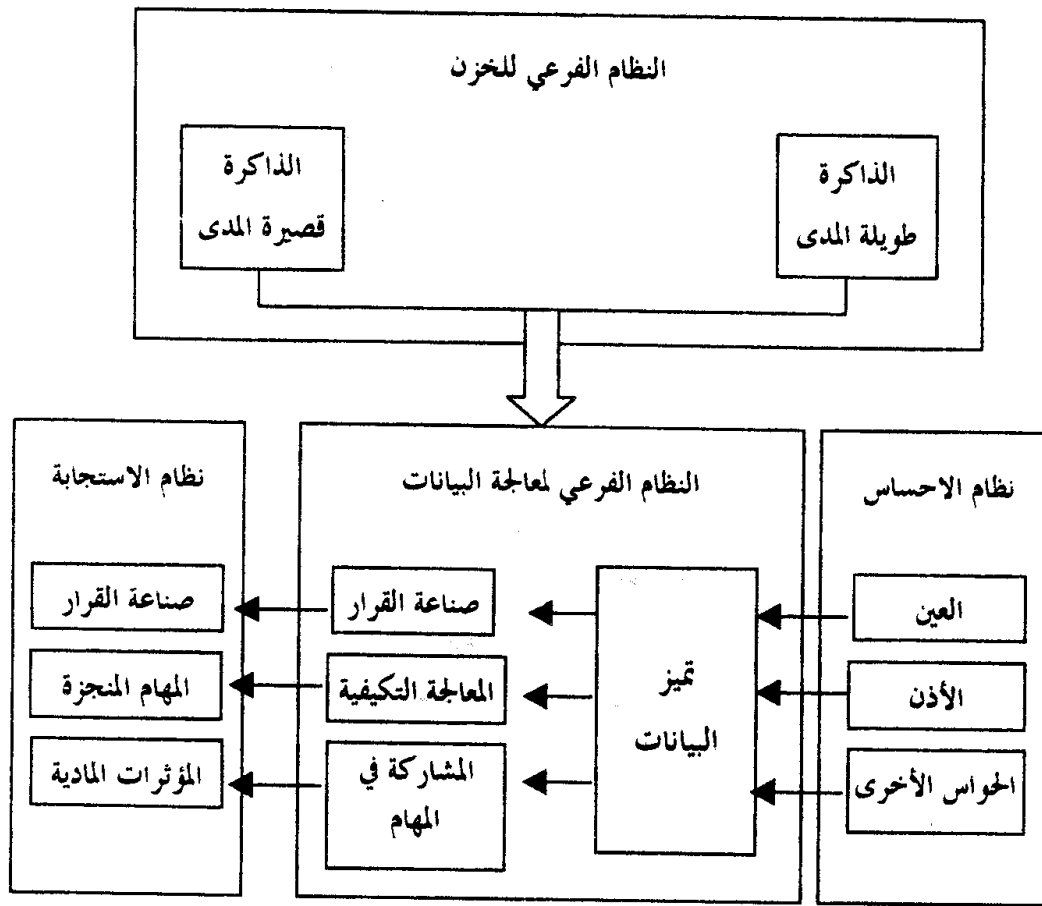 النظام الفرعي للخزن
الذاكرة
طويلة المدى
الذاكرة
قصيرة المدى
نظام الاحساس
العين
الأذن
الحواس الأخرى
النظام الفرعي لمعالجة البيانات
تميز
البيانات
صناعة القرار
المعالجة التكيفية
المشاركة في
المهام
نظام الاستجابة
صناعة القرار
المهام المنجزة
المؤثرات المادية